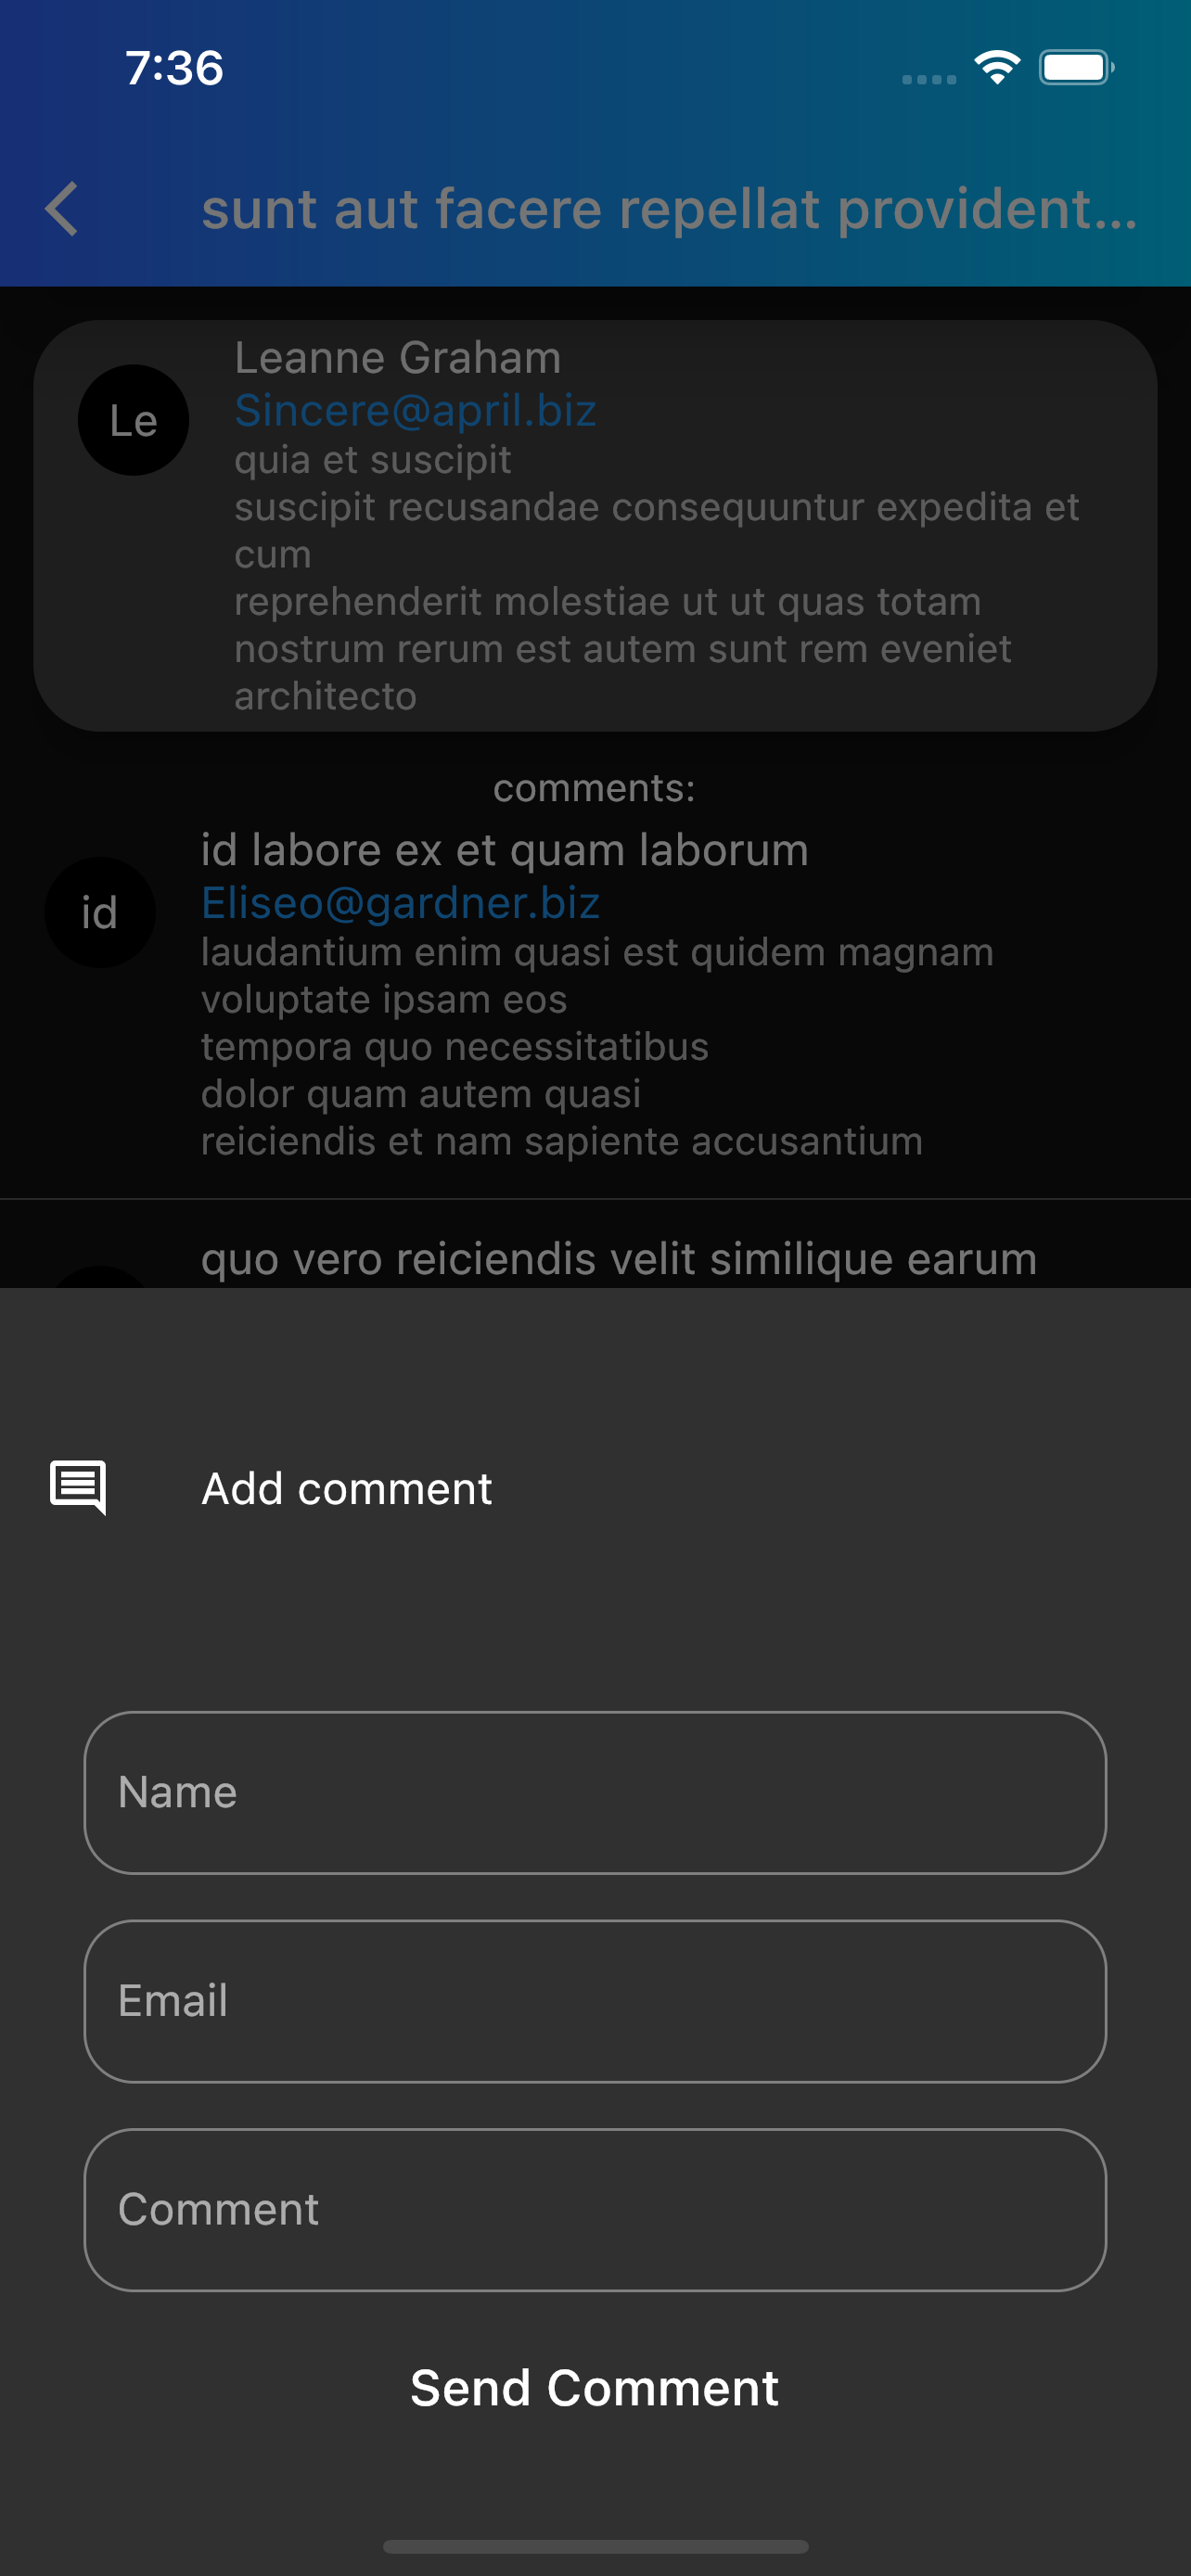 7:36
sunt aut facere repellat provident...
Le
Leanne Graham
Sincere@april.biz
quia et suscipit
suscipit recusandae consequuntur expedita et
cum
reprehenderit molestiae ut ut quas totam
nostrum rerum est autem sunt rem eveniet
architecto
comments:
id
id labore ex et quam laborum
Eliseo@gardner.biz
laudantium enim quasi est quidem magnam
voluptate ipsam eos
tempora quo necessitatibus
dolor quam autem quasi
reiciendis et nam sapiente accusantium
quo vero reiciendis velit similique earum
Add comment
Name
Email
Comment
Send Comment